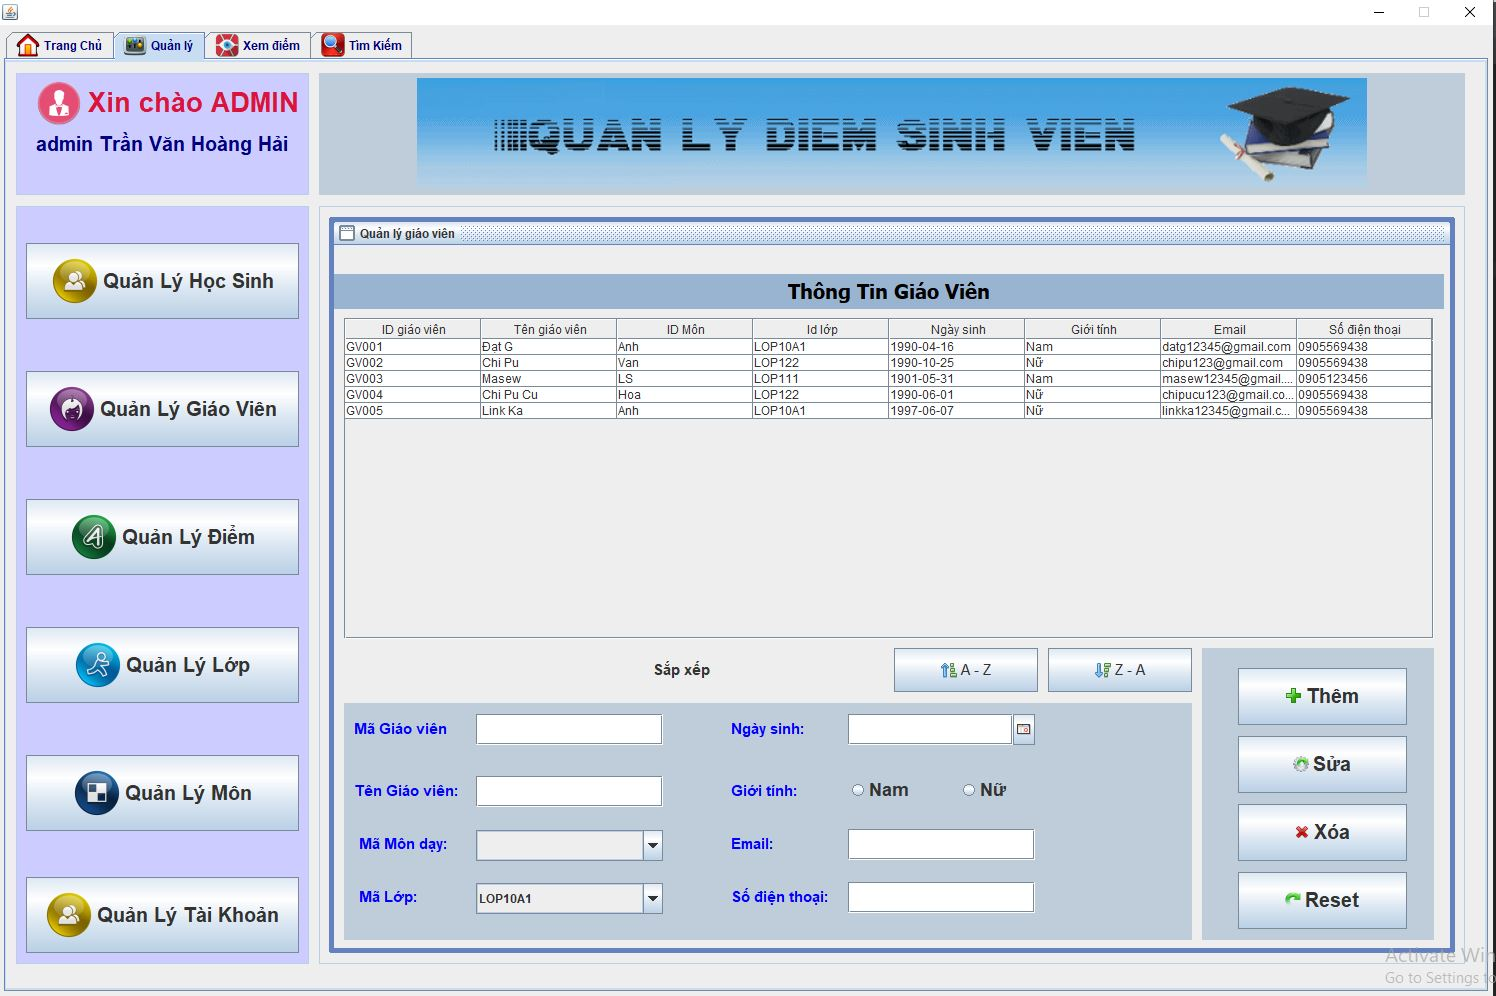 Trang Chủ Quản lý Xem điểm Tìm Kiếm
Xin chào ADMIN
admin Trần Văn Hoàng Hải
QUAN LY DIEM SINH VIEN
Quản Lý Học Sinh
Quản Lý Giáo Viên
Quản Lý Điểm
Quản Lý Lớp
Quản Lý Môn
Quản Lý Tài Khoản
Quản lý giáo viên
Thông Tin Giáo Viên
ID giáo viên Tên giáo viên ID Môn Id lớp Ngày sinh Giới tính Email Số điện thoại
GV001 Đạt G Anh LOP10A1 1990-04-16 Nam datg12345@gmail.com 0905569438
GV002 Chi Pu Van LOP122 1990-10-25 Nữ chipu123@gmail.com 0905569438
GV003 Masew LS LOP111 1901-05-31 Nam masew12345@gmail.... 0905123456
GV004 Chi Pu Cu Hoa LOP122 1990-06-01 Nữ chipucu123@gmail.co... 0905569438
GV005 Link Ka Anh LOP10A1 1997-06-07 Nữ linkka12345@gmail.c... 0905569438
Sắp xếp A - Z Z - A
Mã Giáo viên Ngày sinh:
Tên Giáo viên: Giới tính: Nam Nữ
Mã Môn dạy: Email:
Mã Lớp: LOP10A1 Số điện thoại:
Thêm
Sửa
Xóa
Reset
Activate Win
Go to Settings to